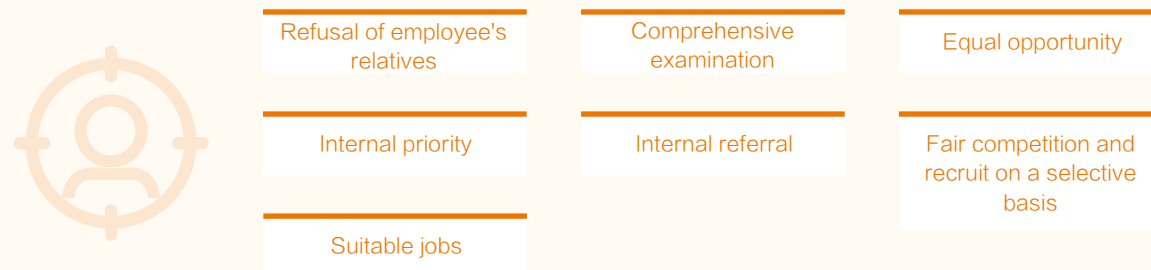 Refusal of employee's
relatives
Comprehensive
examination
Equal opportunity
Internal priority
Internal referral
Fair competition and
recruit on a selective
basis
Suitable jobs